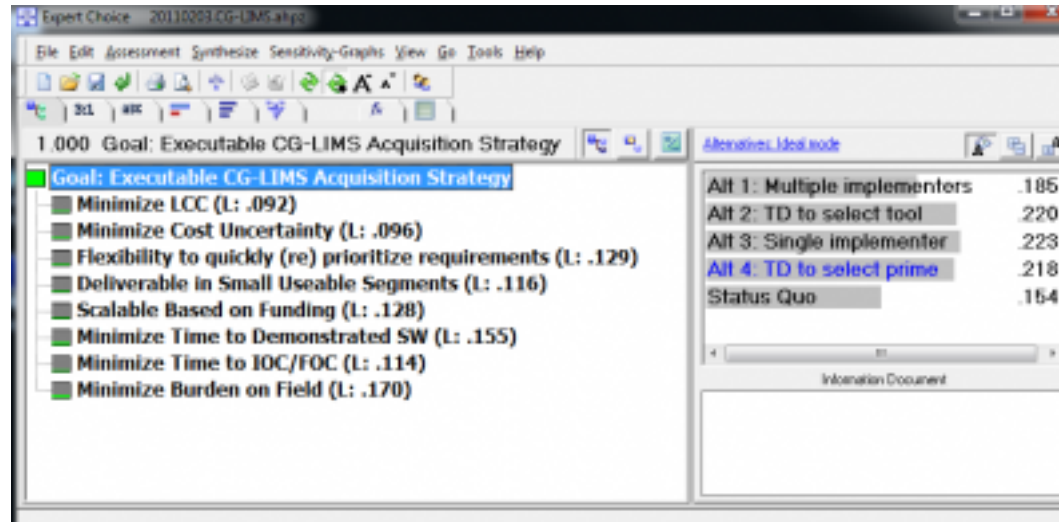 Expert Choice 20110203 CG-LIMS.ahpz
File Edit Assessment Synthesize Sensitivity-Graphs View Go Tools Help
3:1 ABC
1.000 Goal: Executable CG-LIMS Acquisition Strategy
Goal: Executable CG-LIMS Acquisition Strategy
Minimize LCC (L: .092)
Minimize Cost Uncertainty (L: .096)
Flexibility to quickly (re) prioritize requirements (L: .129)
Deliverable in Small Useable Segments (L: .116)
Scalable Based on Funding (L: .128)
Minimize Time to Demonstrated SW (L: .155)
Minimize Time to IOC/FOC (L: .114)
Minimize Burden on Field (L: .170)
Alternatives: Ideal mode
Alt 1: Multiple implementers .185
Alt 2: TD to select tool .220
Alt 3: Single implementer .223
Alt 4: TD to select prime .218
Status Quo .154
Information Document